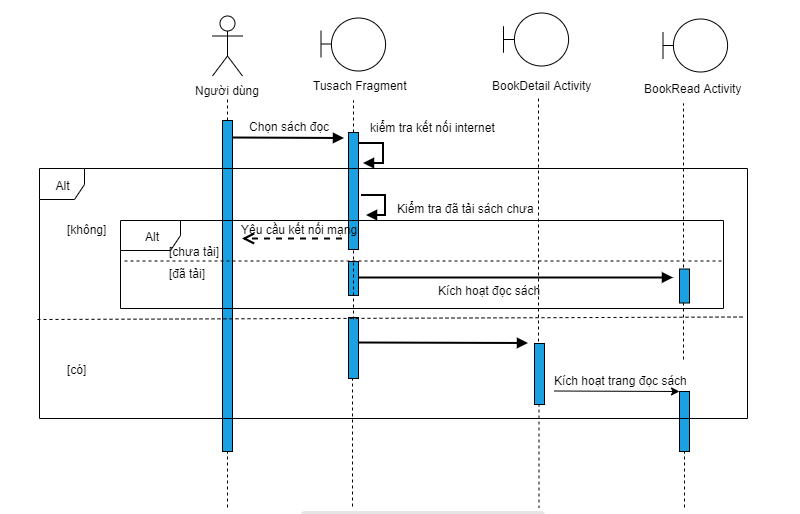 Người dùng
Tusach Fragment
BookDetail Activity
BookRead Activity
Chọn sách đọc
kiểm tra kết nối internet
Alt
Kiểm tra đã tải sách chưa
[không]
Alt
Yêu cầu kết nối mạng
[chưa tải]
[đã tải]
Kích hoạt đọc sách
[có]
Kích hoạt trang đọc sách